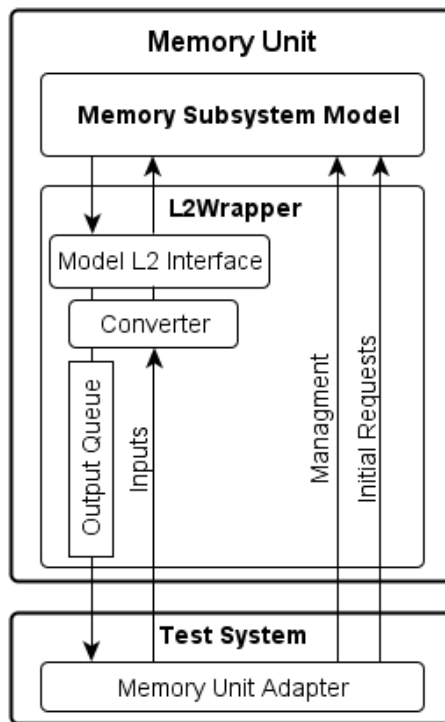 Memory Unit
Memory Subsystem Model
L2Wrapper
Model L2 Interface
Converter
Output Queue
Inputs
Managment
Initial Requests
Test System
Memory Unit Adapter